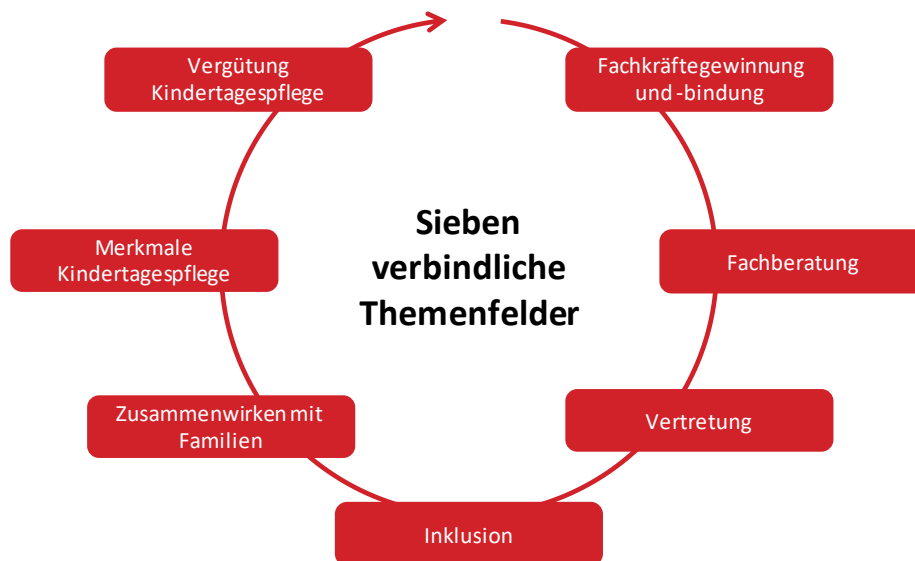 Vergütung
Kindertagespflege
Fachkräftegewinnung
und -bindung
Sieben
verbindliche
Themenfelder
Merkmale
Kindertagespflege
Fachberatung
Zusammenwirken mit
Familien
Vertretung
Inklusion